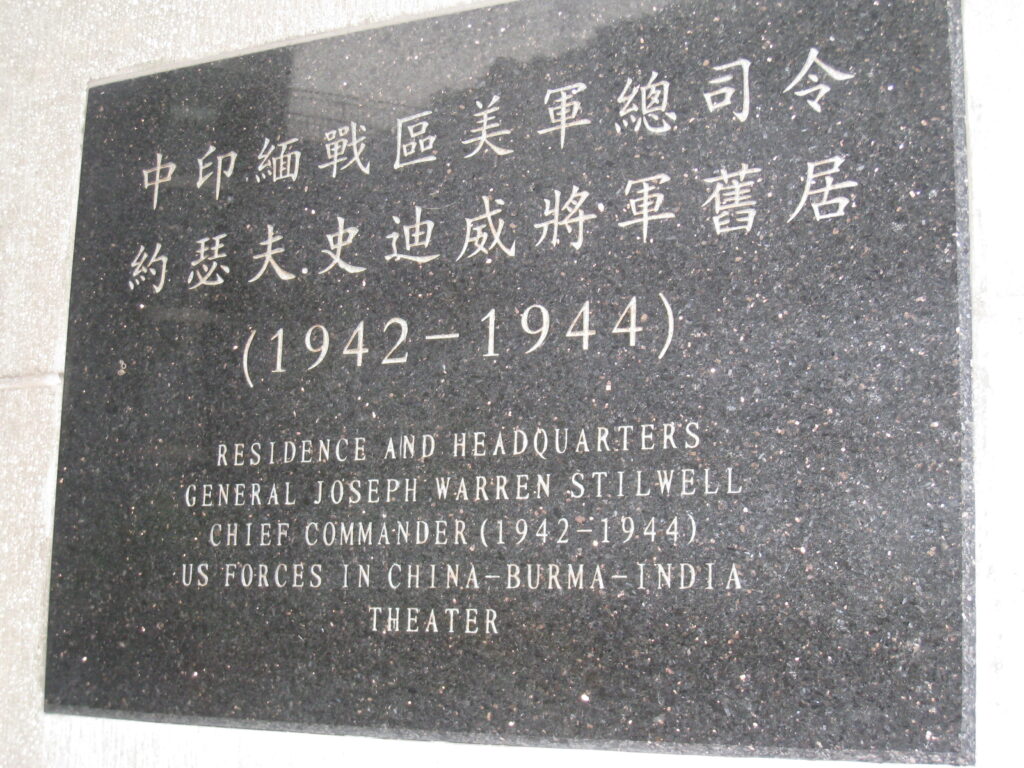 中印緬戰區美軍總司令
約瑟夫.史迪威將軍舊居
(1942-1944)
RESIDENCE AND HEADQUARTERS
GENERAL JOSEPH WARREN STILWELL
CHIEF COMMANDER (1942-1944)
US FORCES IN CHINA-BURMA-INDIA
THEATER